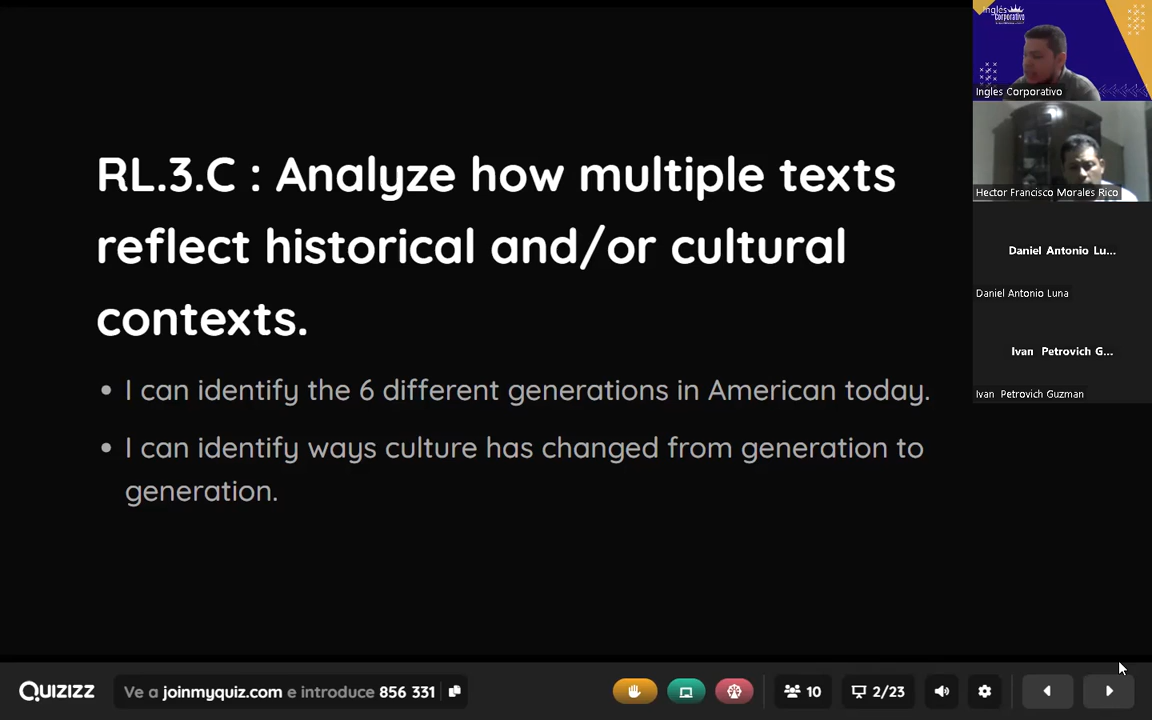 RL.3.C : Analyze how multiple texts
reflect historical and/or cultural
contexts.
• I can identify the 6 different generations in American today.
• I can identify ways culture has changed from generation to
generation.
Inglés
Corporativo
Ingles Corporativo
Hector Francisco Morales Rico
Daniel Antonio Lu...
Daniel Antonio Luna
Ivan Petrovich G...
Ivan Petrovich Guzman
QUIZIZZ
Ve a joinmyquiz.com e introduce 856 331
10
2/23